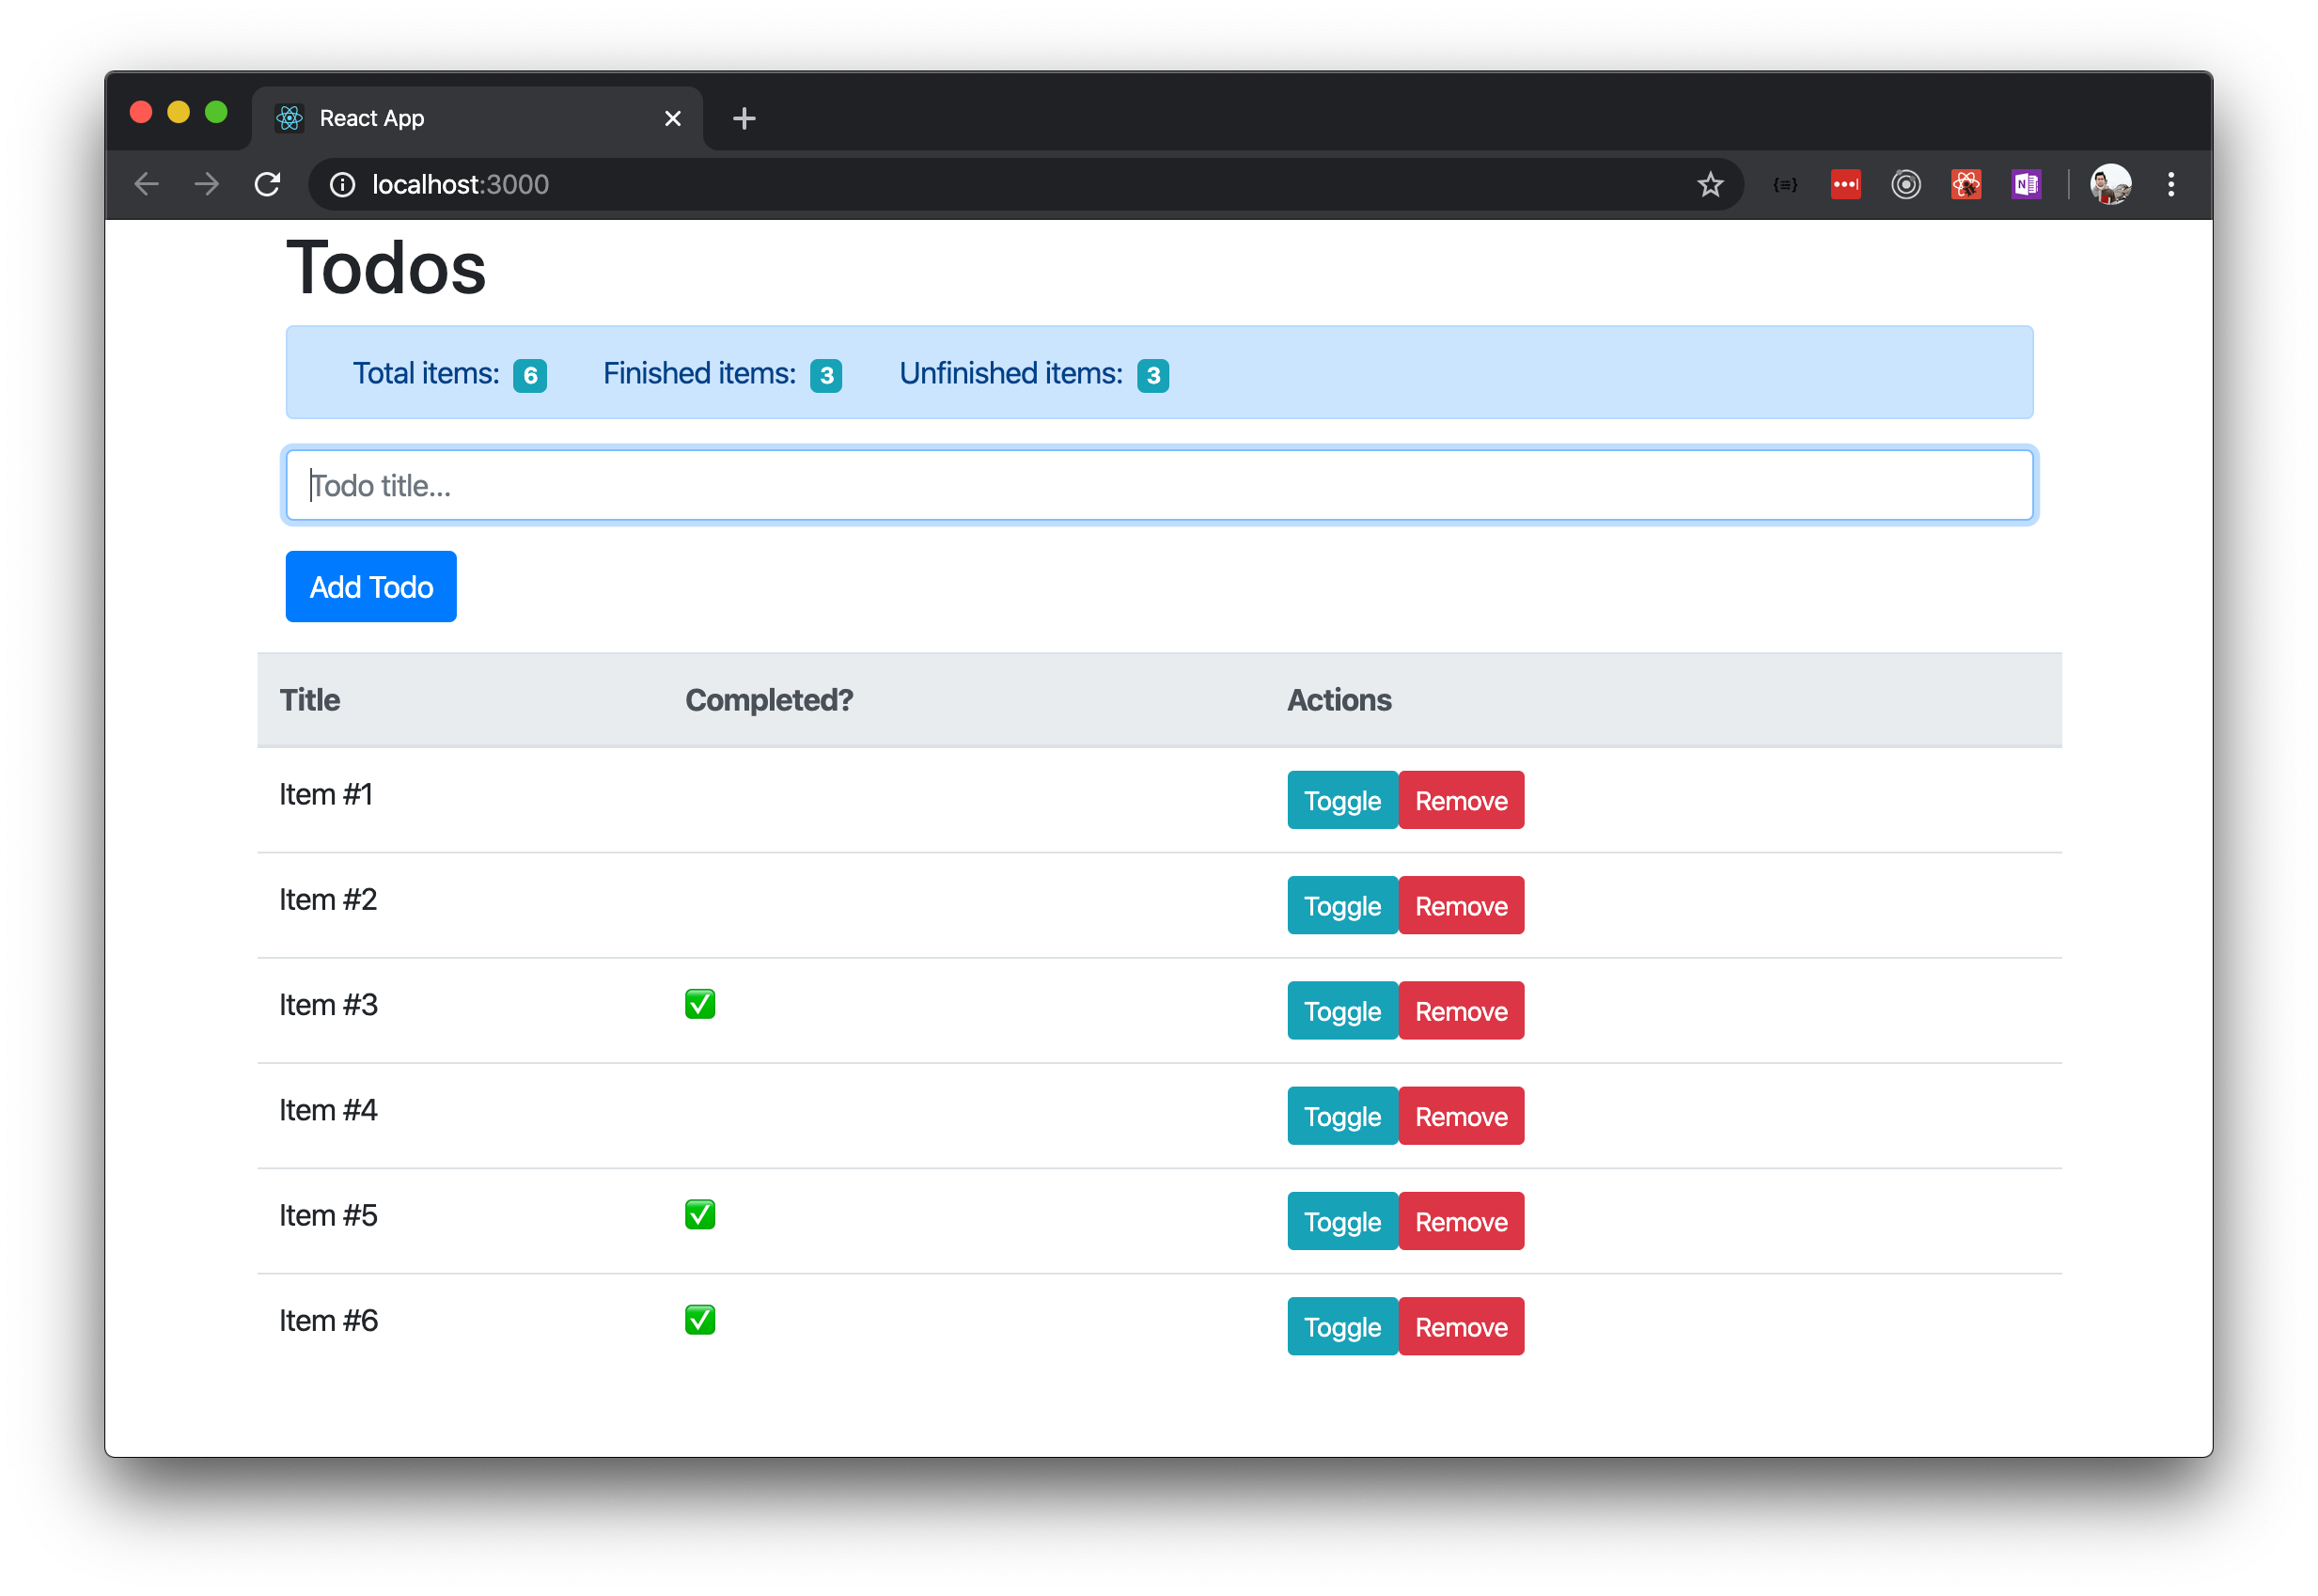 React App
localhost:3000
Todos
Total items: 6 Finished items: 3 Unfinished items: 3
Todo title...
Add Todo
Title Completed? Actions
Item #1 Toggle Remove
Item #2 Toggle Remove
Item #3 Toggle Remove
Item #4 Toggle Remove
Item #5 Toggle Remove
Item #6 Toggle Remove